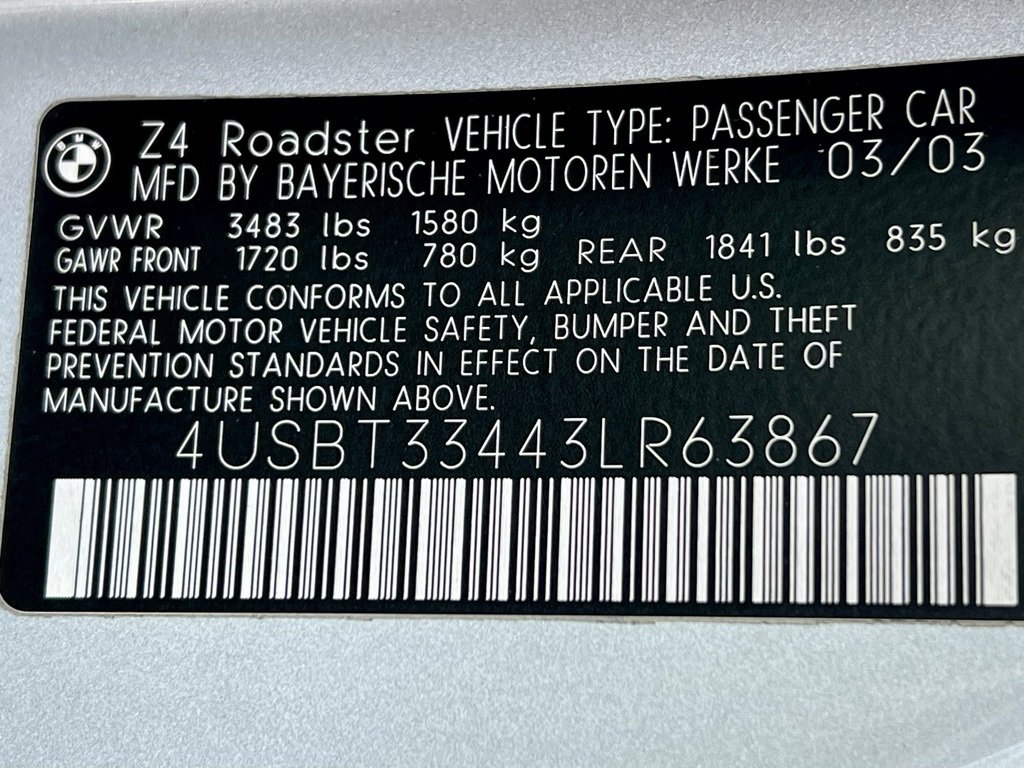 BMW
Z4 Roadster VEHICLE TYPE: PASSENGER CAR
MFD BY BAYERISCHE MOTOREN WERKE 03/03
GVWR 3483 lbs 1580 kg
GAWR FRONT 1720 lbs 780 kg REAR 1841 lbs 835 kg
THIS VEHICLE CONFORMS TO ALL APPLICABLE U.S.
FEDERAL MOTOR VEHICLE SAFETY, BUMPER AND THEFT
PREVENTION STANDARDS IN EFFECT ON THE DATE OF
MANUFACTURE SHOWN ABOVE.
4USBT33443LR63867